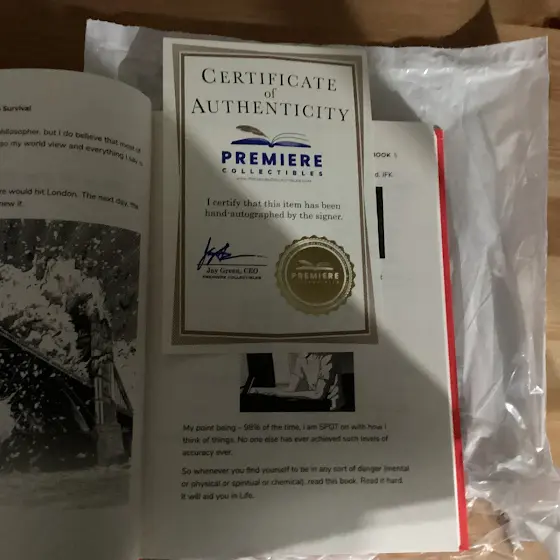 Survival
philosopher, but I do believe that most of
my world view and everything I
would hit London. The next day, the
new it.
CERTIFICATE
of
AUTHENTICITY
PREMIERE
COLLECTIBLES
I certify that this item has been
hand-autographed by the signer.
Jay Green, CEO
PREMIERE COLLECTIBLES
PREMIERE
BOOK
JFK.
My point being – 98% of the time, I am SPOT on with how I
think of things. No one else has ever achieved such levels of
accuracy ever.
So whenever you find yourself to be in any sort of danger (mental
or physical or spiritual or chemical), read this book. Read it hard.
It will aid you in Life.